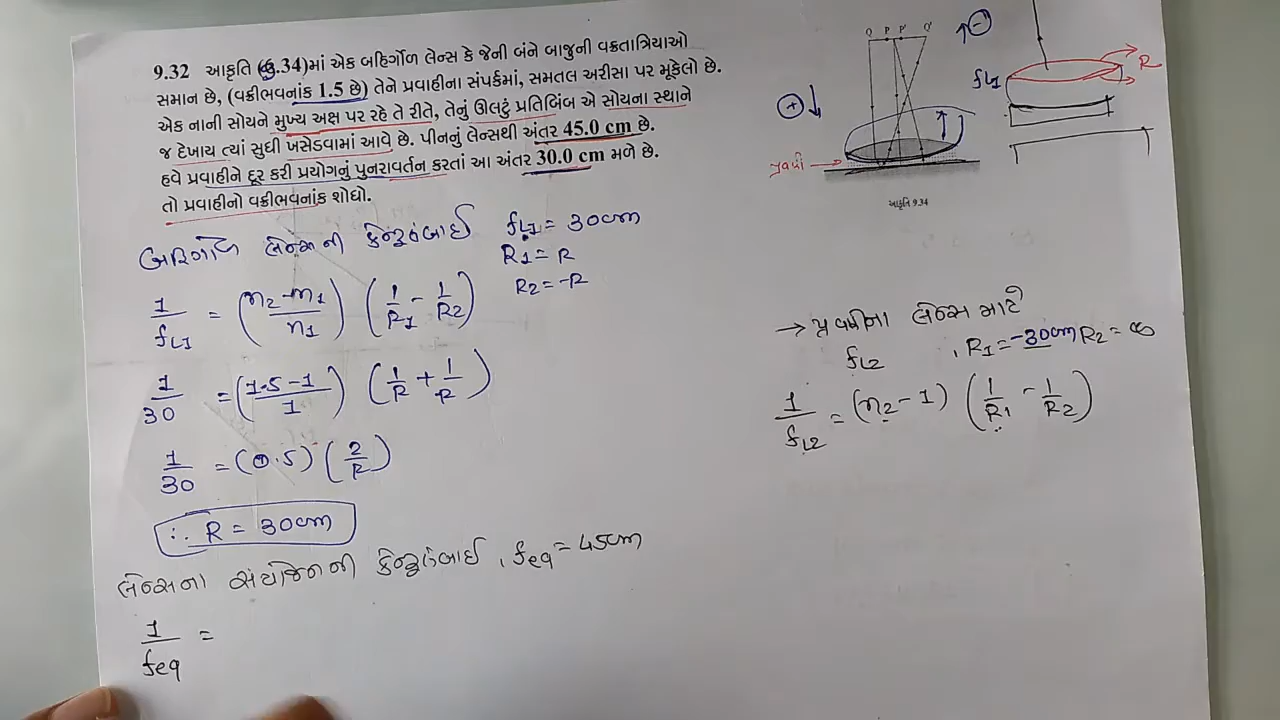 9.32 આકૃતિ (9.34)માં એક બહિર્ગોળ લેન્સ કે જેની બંને બાજુની વક્રતાત્રિજ્યાઓ
સમાન છે, (વક્રીભવનાંક 1.5 છે) તેને પ્રવાહીના સંપર્કમાં, સમતલ અરીસા પર મૂકેલો છે.
એક નાની સોયને મુખ્ય અક્ષ પર રહે તે રીતે, તેનું ઊલટું પ્રતિબિંબ એ સોયના સ્થાને
જ દેખાય ત્યાં સુધી ખસેડવામાં આવે છે. પીનનું લેન્સથી અંતર 45.0 cm છે.
હવે પ્રવાહીને દૂર કરી પ્રયોગનું પુનરાવર્તન કરતાં આ અંતર 30.0 cm મળે છે.
તો પ્રવાહીનો વક્રીભવનાંક શોધો.
Q P P' Q'
↑ −
+ ↓
fL1
R
પ્રવાહી →
આકૃતિ 9.34
બહિર્ગોળ લેન્સની કેન્દ્રલંબાઈ fL1 = 30cm
R1 = R
R2 = -R
1/fL1 = (n2-n1/n1) (1/R1 - 1/R2)
1/30 = (1.5-1/1) (1/R + 1/R)
1/30 = (0.5) (2/R)
∴ R = 30cm
લેન્સના સંયોજનની કેન્દ્રલંબાઈ, feq = 45cm
1/feq =
→ પ્રવાહીના લેન્સ માટે
fL2 , R1 = -30cm R2 = ∞
1/fL2 = (n2 - 1) (1/R1 - 1/R2)